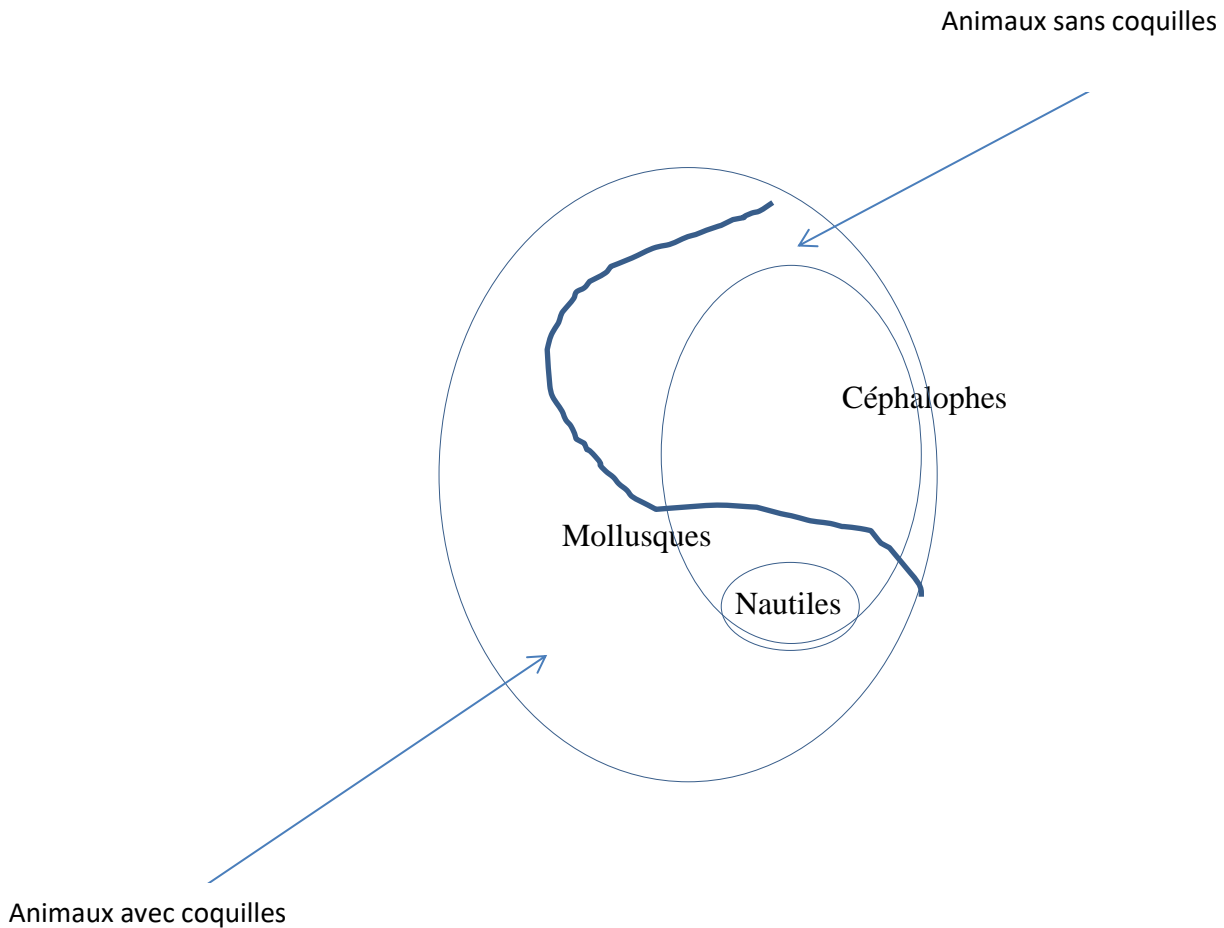 Animaux sans coquilles
Céphalophes
Mollusques
Nautiles
Animaux avec coquilles